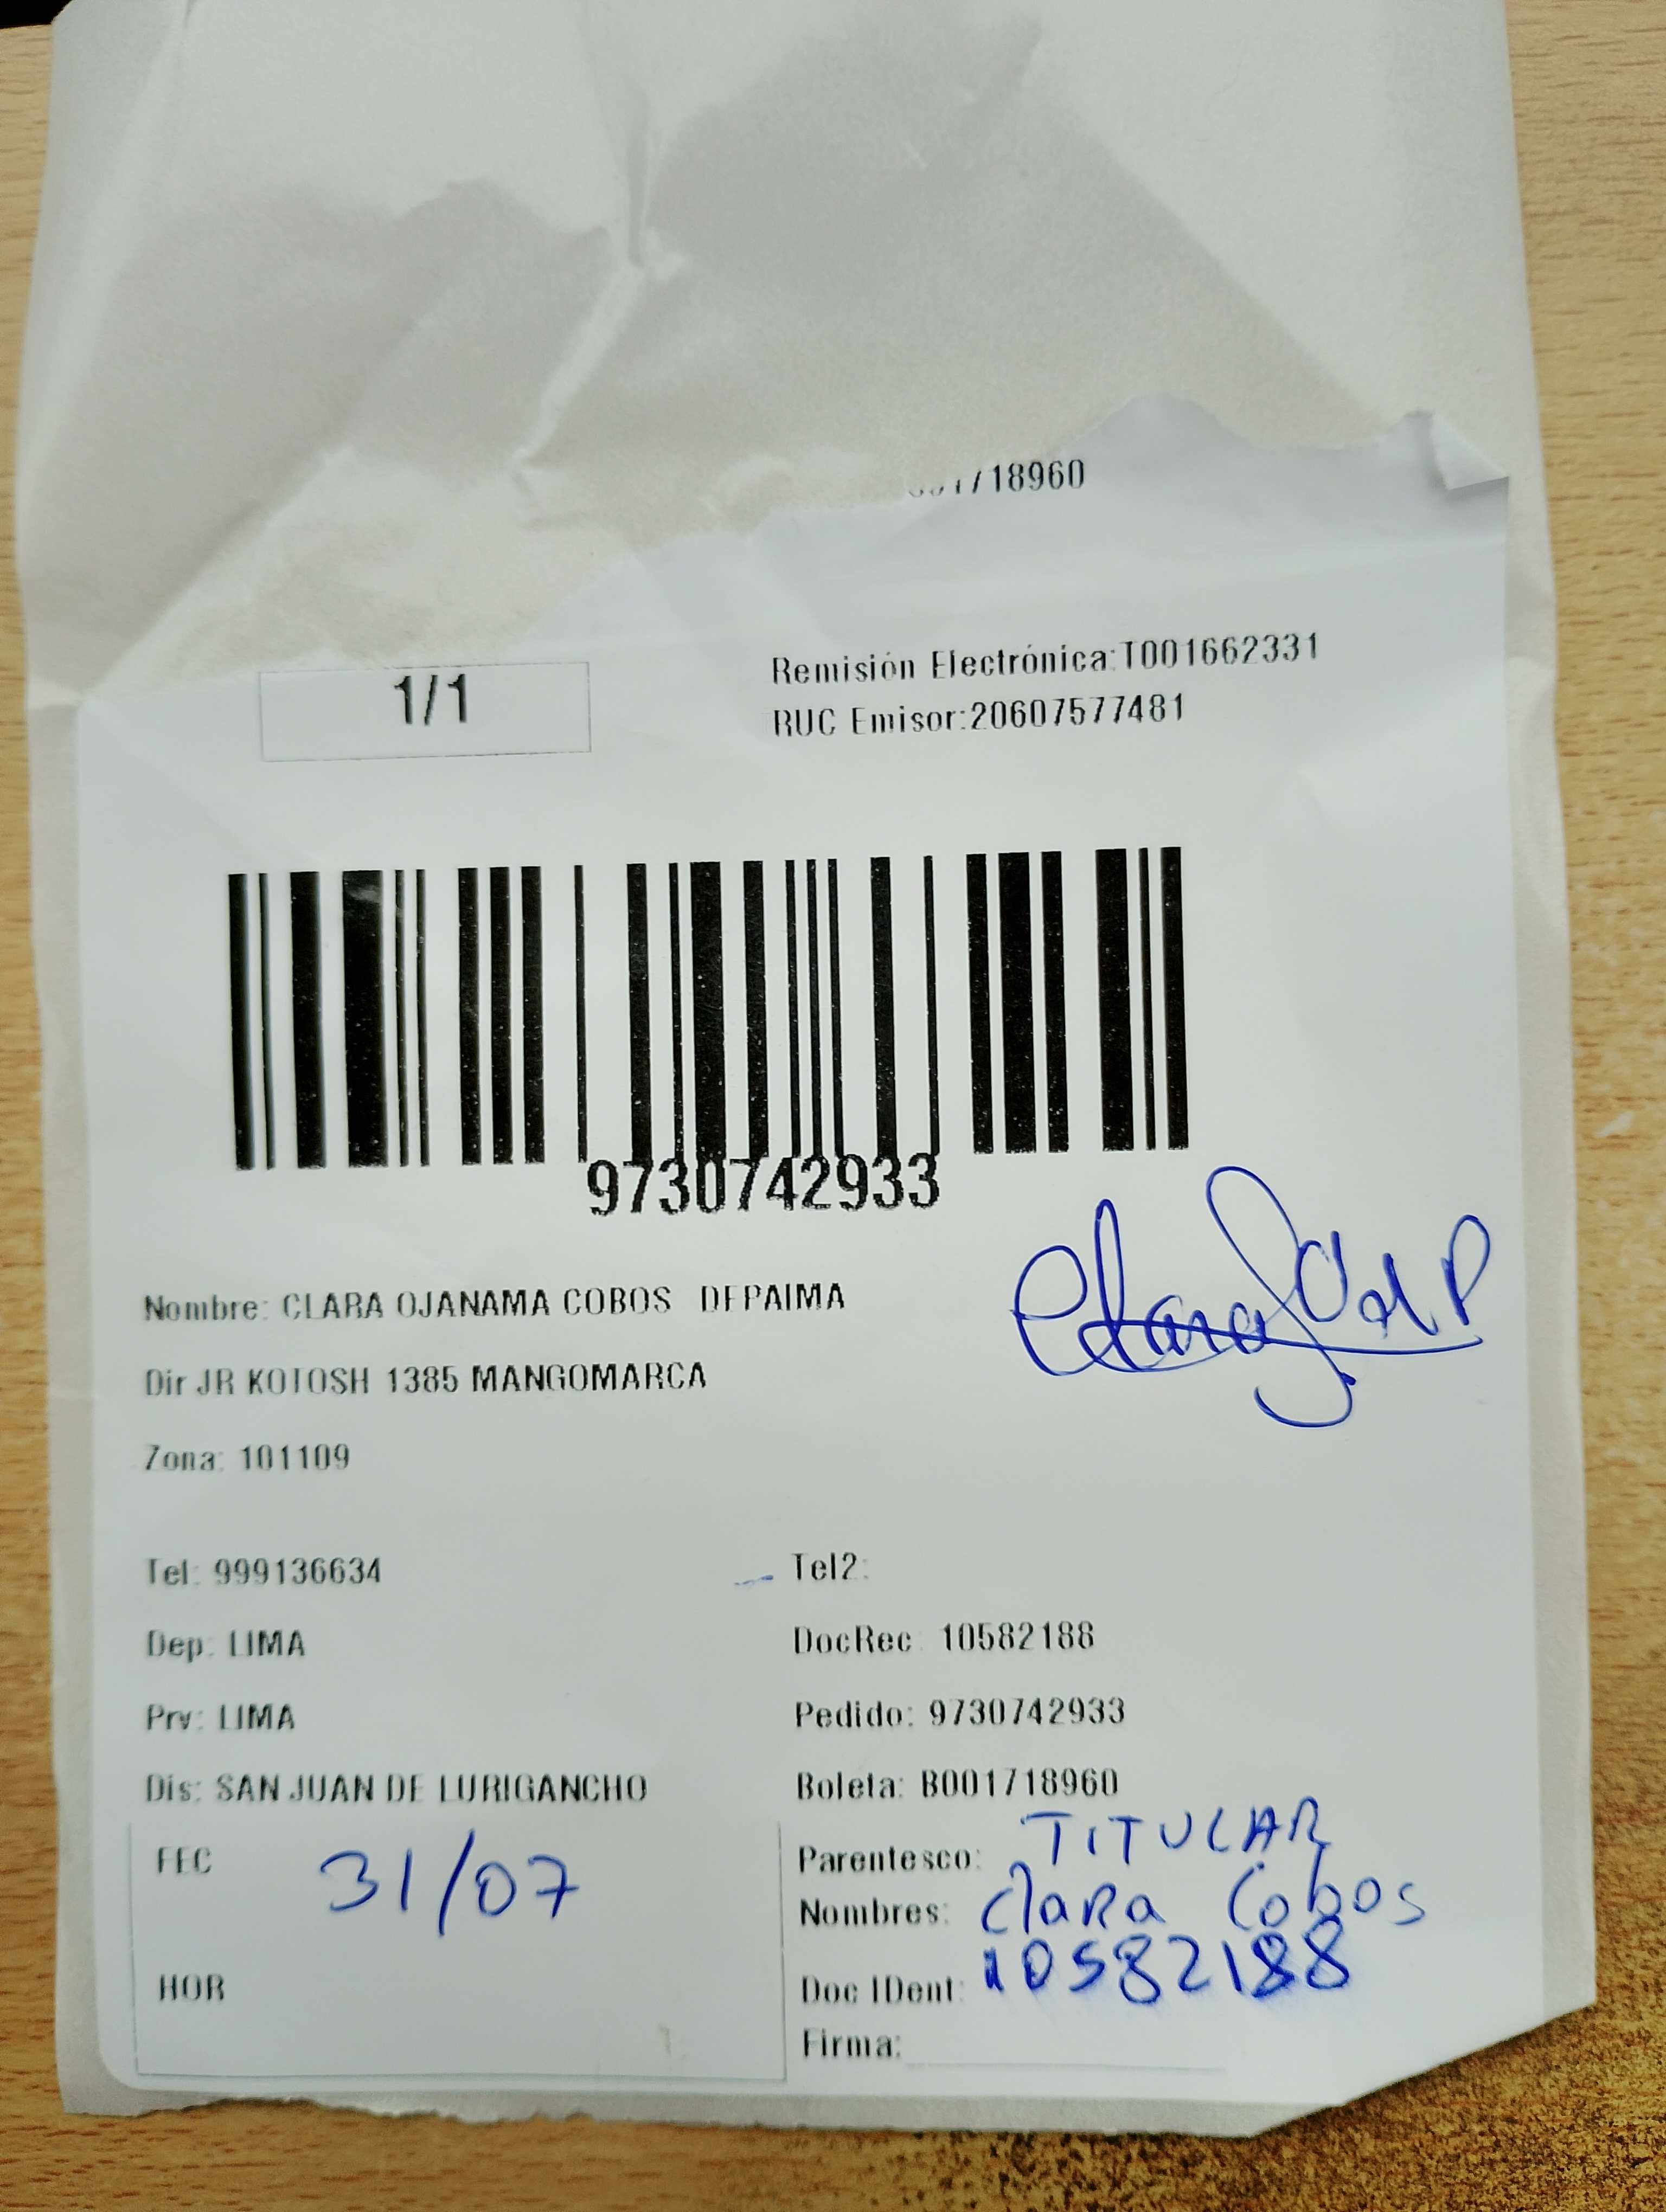 718960
1/1
Remisión Electrónica:T001662331
RUC Emisor:20607577481
9730742933
Nombre: CLARA OJANAMA COBOS DEPAIMA
Dir JR KOTOSH 1385 MANGOMARCA
Zona: 101109
Tel: 999136634
Tel2:
Dep: LIMA
DocRec: 10582188
Prv: LIMA
Pedido: 9730742933
Dis: SAN JUAN DE LURIGANCHO
Boleta: B001718960
FEC 31/07
Parentesco: TITULAR
Nombres: Clara Cobos
HOR
Doc IDent: 10582188
Firma: